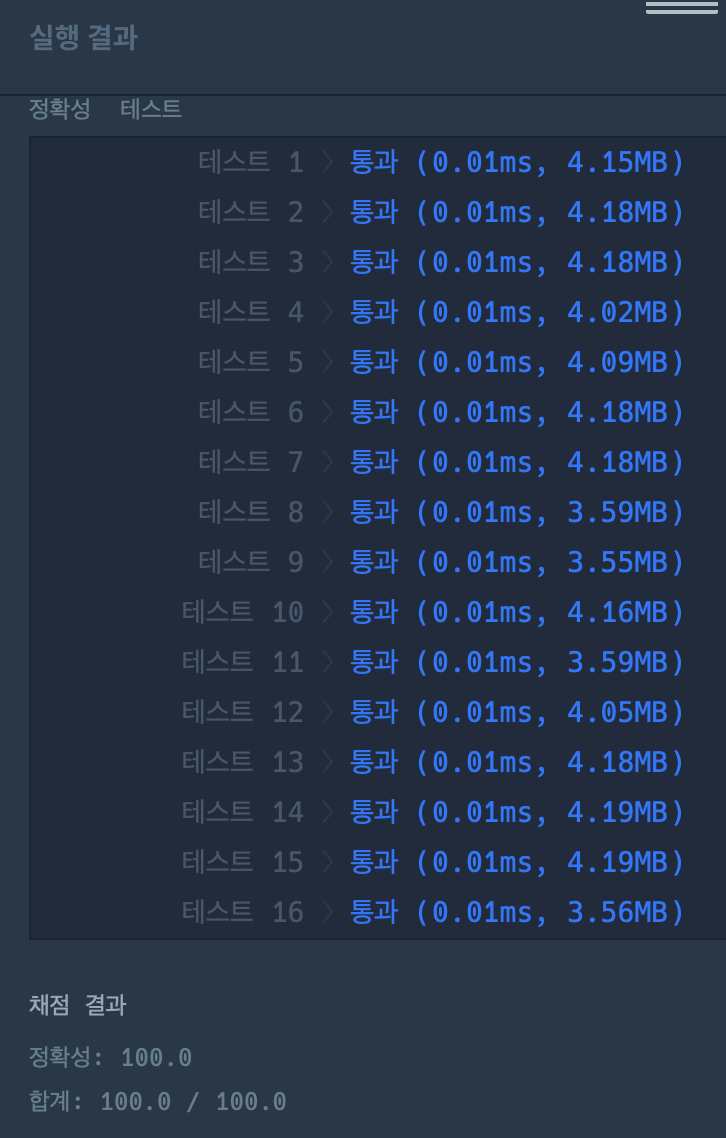 실행 결과
정확성 테스트
테스트 1 〉 통과 (0.01ms, 4.15MB)
테스트 2 〉 통과 (0.01ms, 4.18MB)
테스트 3 〉 통과 (0.01ms, 4.18MB)
테스트 4 〉 통과 (0.01ms, 4.02MB)
테스트 5 〉 통과 (0.01ms, 4.09MB)
테스트 6 〉 통과 (0.01ms, 4.18MB)
테스트 7 〉 통과 (0.01ms, 4.18MB)
테스트 8 〉 통과 (0.01ms, 3.59MB)
테스트 9 〉 통과 (0.01ms, 3.55MB)
테스트 10 〉 통과 (0.01ms, 4.16MB)
테스트 11 〉 통과 (0.01ms, 3.59MB)
테스트 12 〉 통과 (0.01ms, 4.05MB)
테스트 13 〉 통과 (0.01ms, 4.18MB)
테스트 14 〉 통과 (0.01ms, 4.19MB)
테스트 15 〉 통과 (0.01ms, 4.19MB)
테스트 16 〉 통과 (0.01ms, 3.56MB)
채점 결과
정확성: 100.0
합계: 100.0 / 100.0